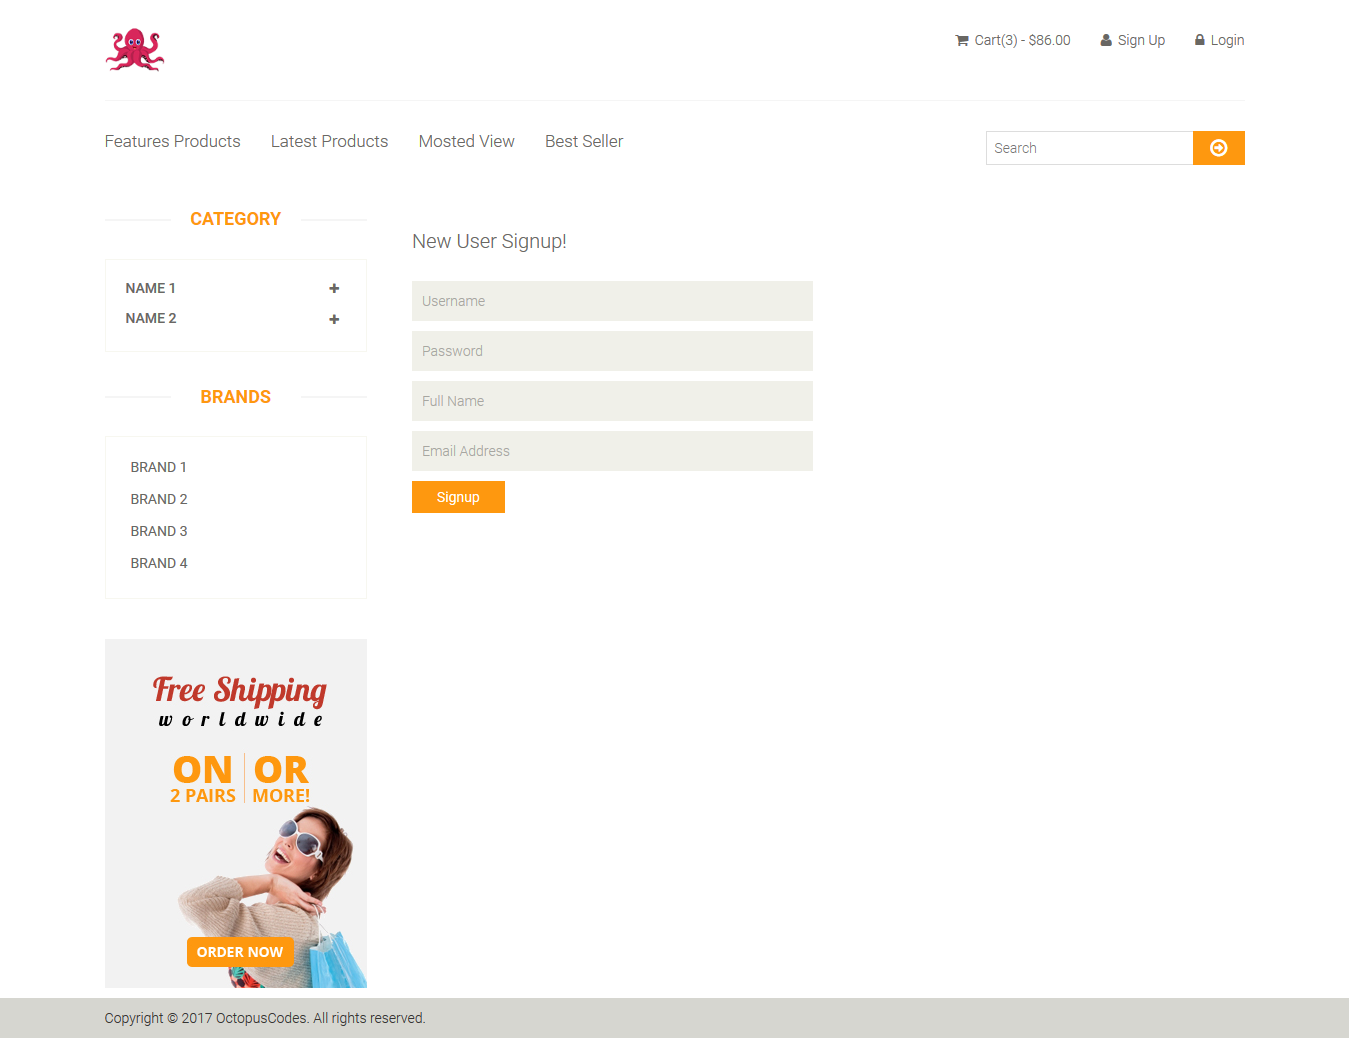 Cart(3) - $86.00
Sign Up
Login
Features Products
Latest Products
Mosted View
Best Seller
Search
CATEGORY
NAME 1
NAME 2
BRANDS
BRAND 1
BRAND 2
BRAND 3
BRAND 4
Free Shipping
worldwide
ON OR
2 PAIRS MORE!
ORDER NOW
New User Signup!
Username
Password
Full Name
Email Address
Signup
Copyright © 2017 OctopusCodes. All rights reserved.